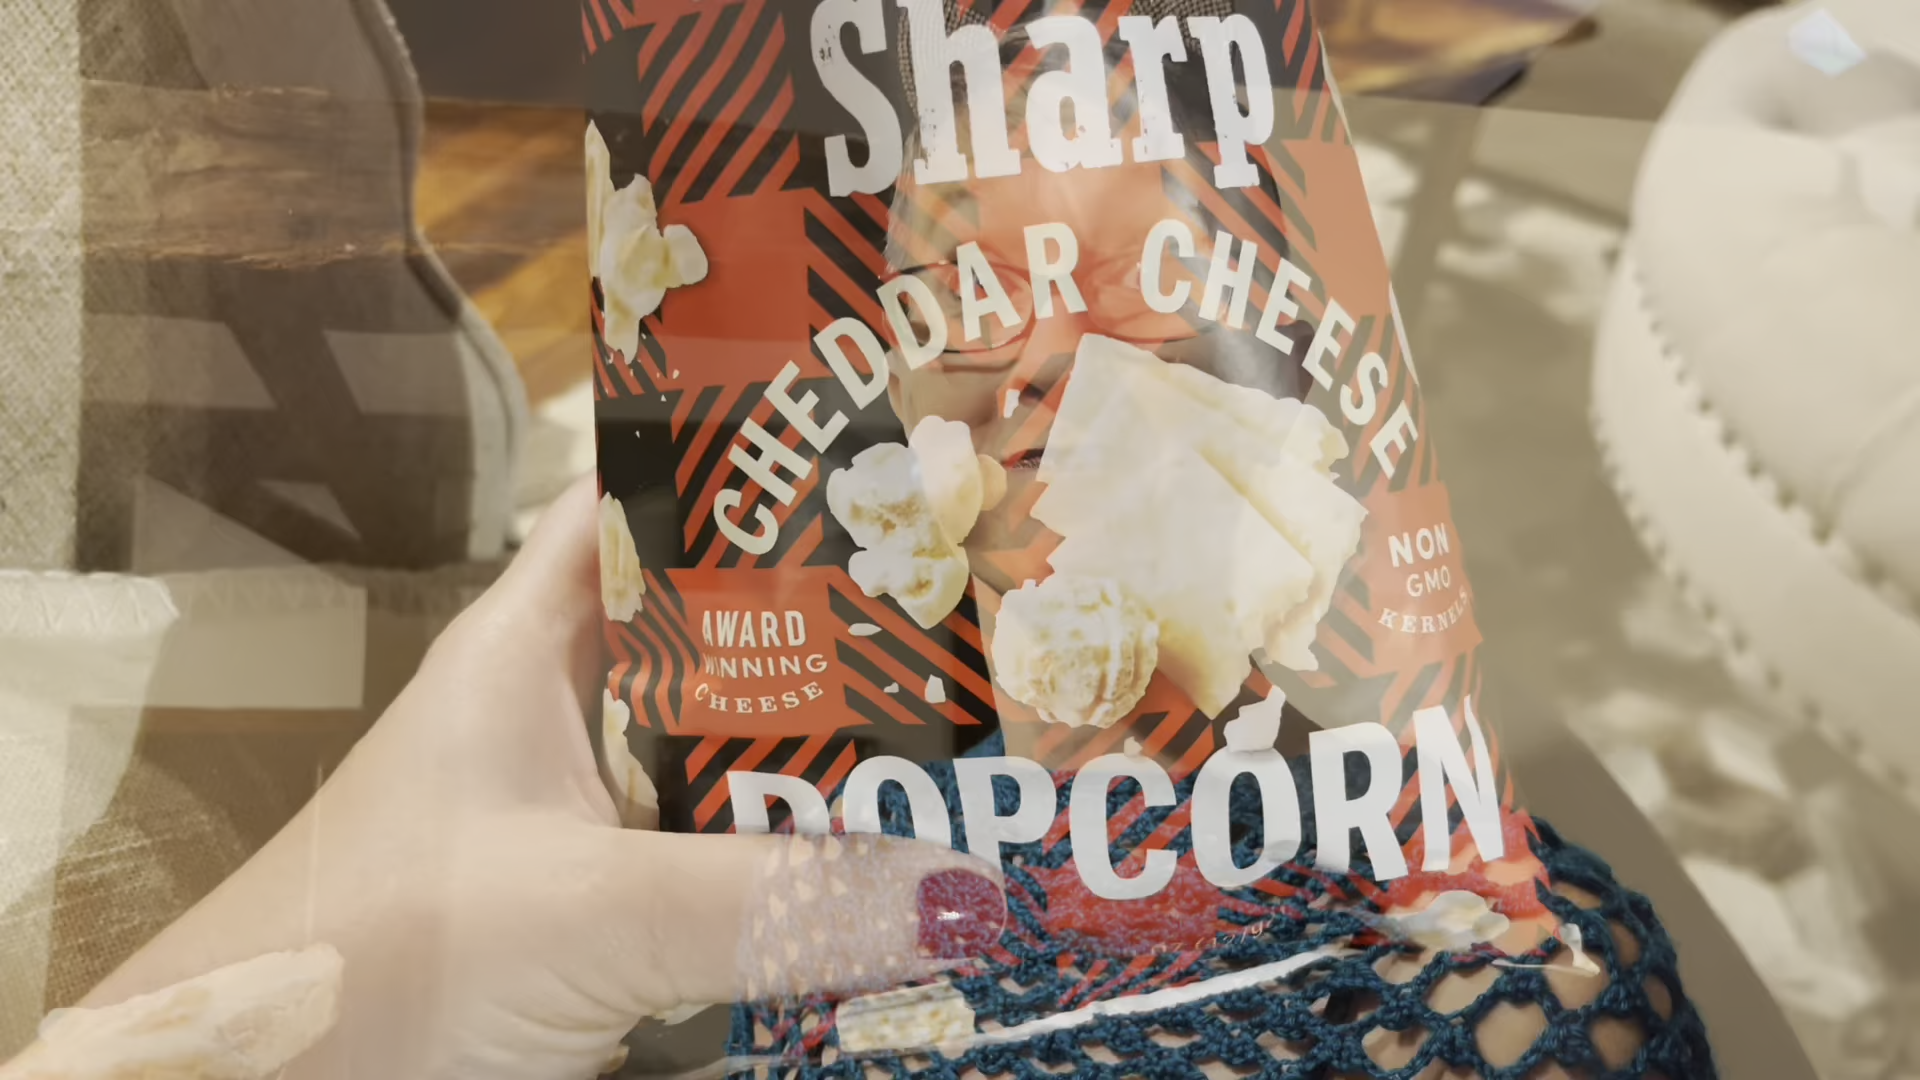 Sharp
CHEDDAR CHEESE
NON
GMO
KERNELS
AWARD
WINNING
CHEESE
POPCORN